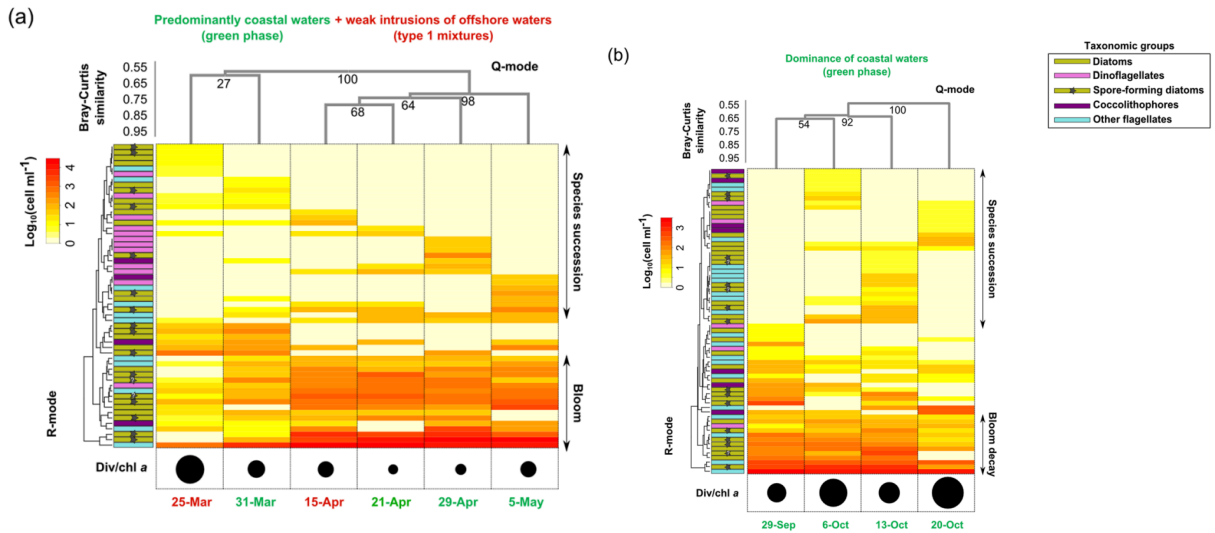 (a)
Predominantly coastal waters + weak intrusions of offshore waters
(green phase) (type 1 mixtures)
Bray-Curtis
similarity
0.55
0.65
0.75
0.85
0.95
Q-mode
100
27
98
64
68
Log10(cell ml-1)
0 1 2 3 4
Species succession
Bloom
R-mode
Div/chl a
25-Mar 31-Mar 15-Apr 21-Apr 29-Apr 5-May
(b)
Dominance of coastal waters
(green phase)
Bray-Curtis
similarity
0.55
0.65
0.75
0.85
0.95
Q-mode
100
92
54
Log10(cell ml-1)
0 1 2 3
Species succession
Bloom decay
R-mode
Div/chl a
29-Sep 6-Oct 13-Oct 20-Oct
Taxonomic groups
Diatoms
Dinoflagellates
Spore-forming diatoms
Coccolithophores
Other flagellates